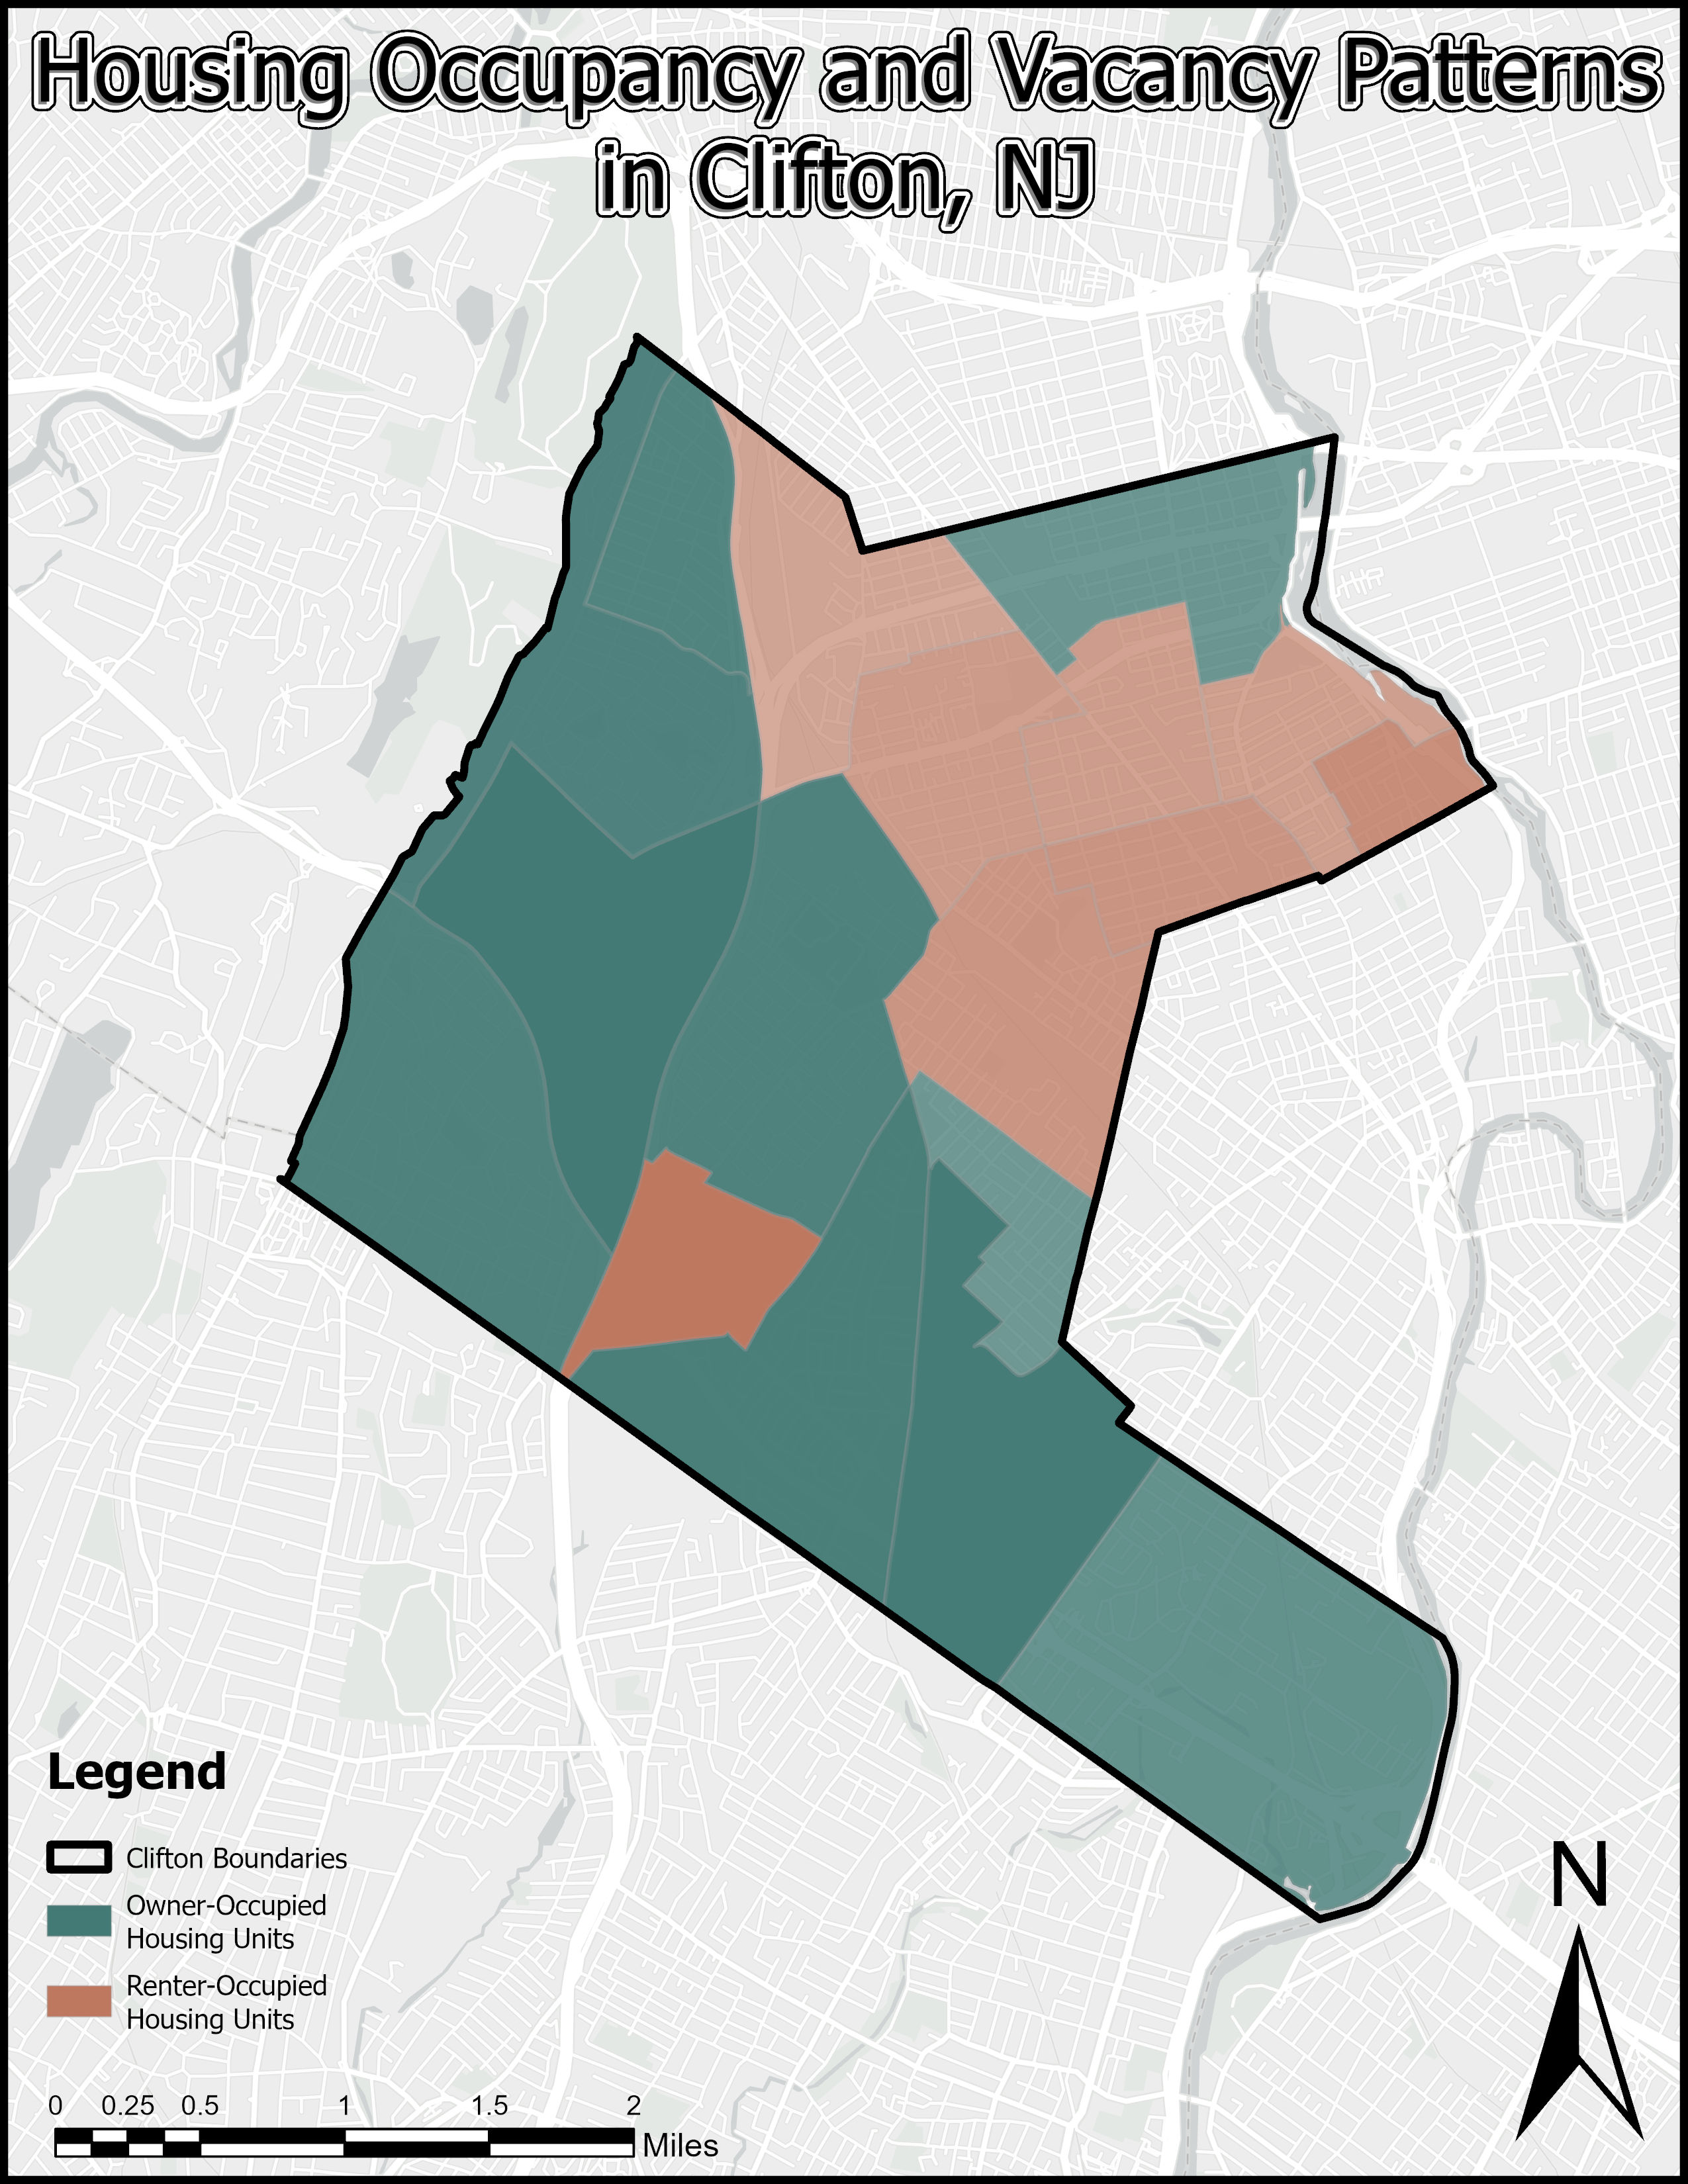 Housing Occupancy and Vacancy Patterns
in Clifton, NJ
Legend
Clifton Boundaries
Owner-Occupied
Housing Units
Renter-Occupied
Housing Units
0 0.25 0.5 1 1.5 2
Miles
N